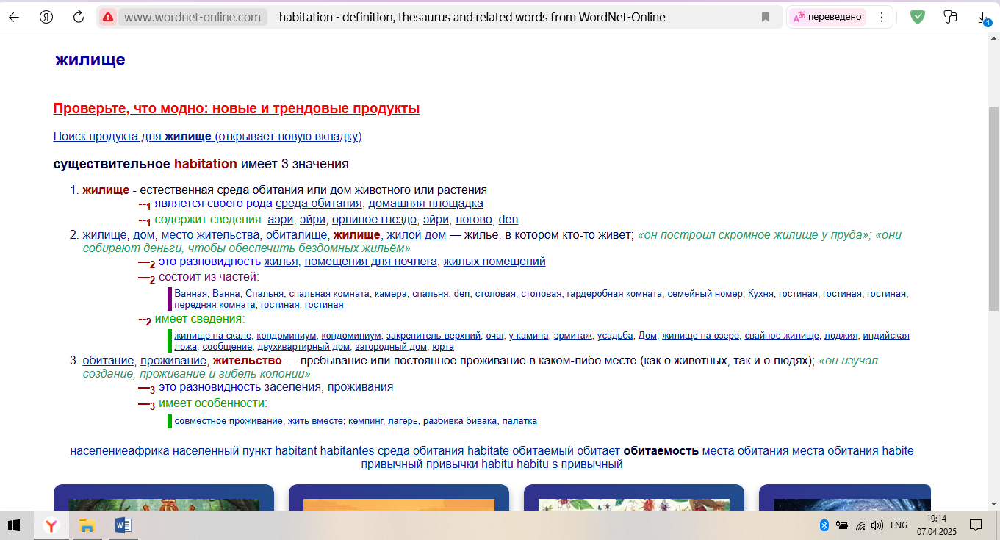 www.wordnet-online.com habitation - definition, thesaurus and related words from WordNet-Online переведено
жилище
Проверьте, что модно: новые и трендовые продукты
Поиск продукта для жилище (открывает новую вкладку)
существительное habitation имеет 3 значения
1. жилище - естественная среда обитания или дом животного или растения
--1 является своего рода среда обитания, домашняя площадка
--1 содержит сведения: аэри, эйри, орлиное гнездо, эйри; логово, den
2. жилище, дом, место жительства, обиталище, жилище, жилой дом — жильё, в котором кто-то живёт; «он построил скромное жилище у пруда»; «они
собирают деньги, чтобы обеспечить бездомных жильём»
—2 это разновидность жилья, помещения для ночлега, жилых помещений
—2 состоит из частей:
Ванная, Ванна; Спальня, спальная комната, камера, спальня; den; столовая, столовая; гардеробная комната; семейный номер; Кухня; гостиная, гостиная, гостиная,
передняя комната, гостиная, гостиная
--2 имеет сведения:
жилище на скале; кондоминиум, кондоминиум; закрепитель-верхний; очаг, у камина; эрмитаж; усадьба; Дом; жилище на озере, свайное жилище; лоджия, индийская
ложа; сообщение; двухквартирный дом; загородный дом; юрта
3. обитание, проживание, жительство — пребывание или постоянное проживание в каком-либо месте (как о животных, так и о людях); «он изучал
создание, проживание и гибель колонии»
—3 это разновидность заселения, проживания
—3 имеет особенности:
совместное проживание, жить вместе; кемпинг, лагерь, разбивка бивака, палатка
населениеафрика населенный пункт habitant habitantes среда обитания habitate обитаемый обитает обитаемость места обитания места обитания habite
привычный привычки habitu habitu s привычный
ENG 19:14
07.04.2025